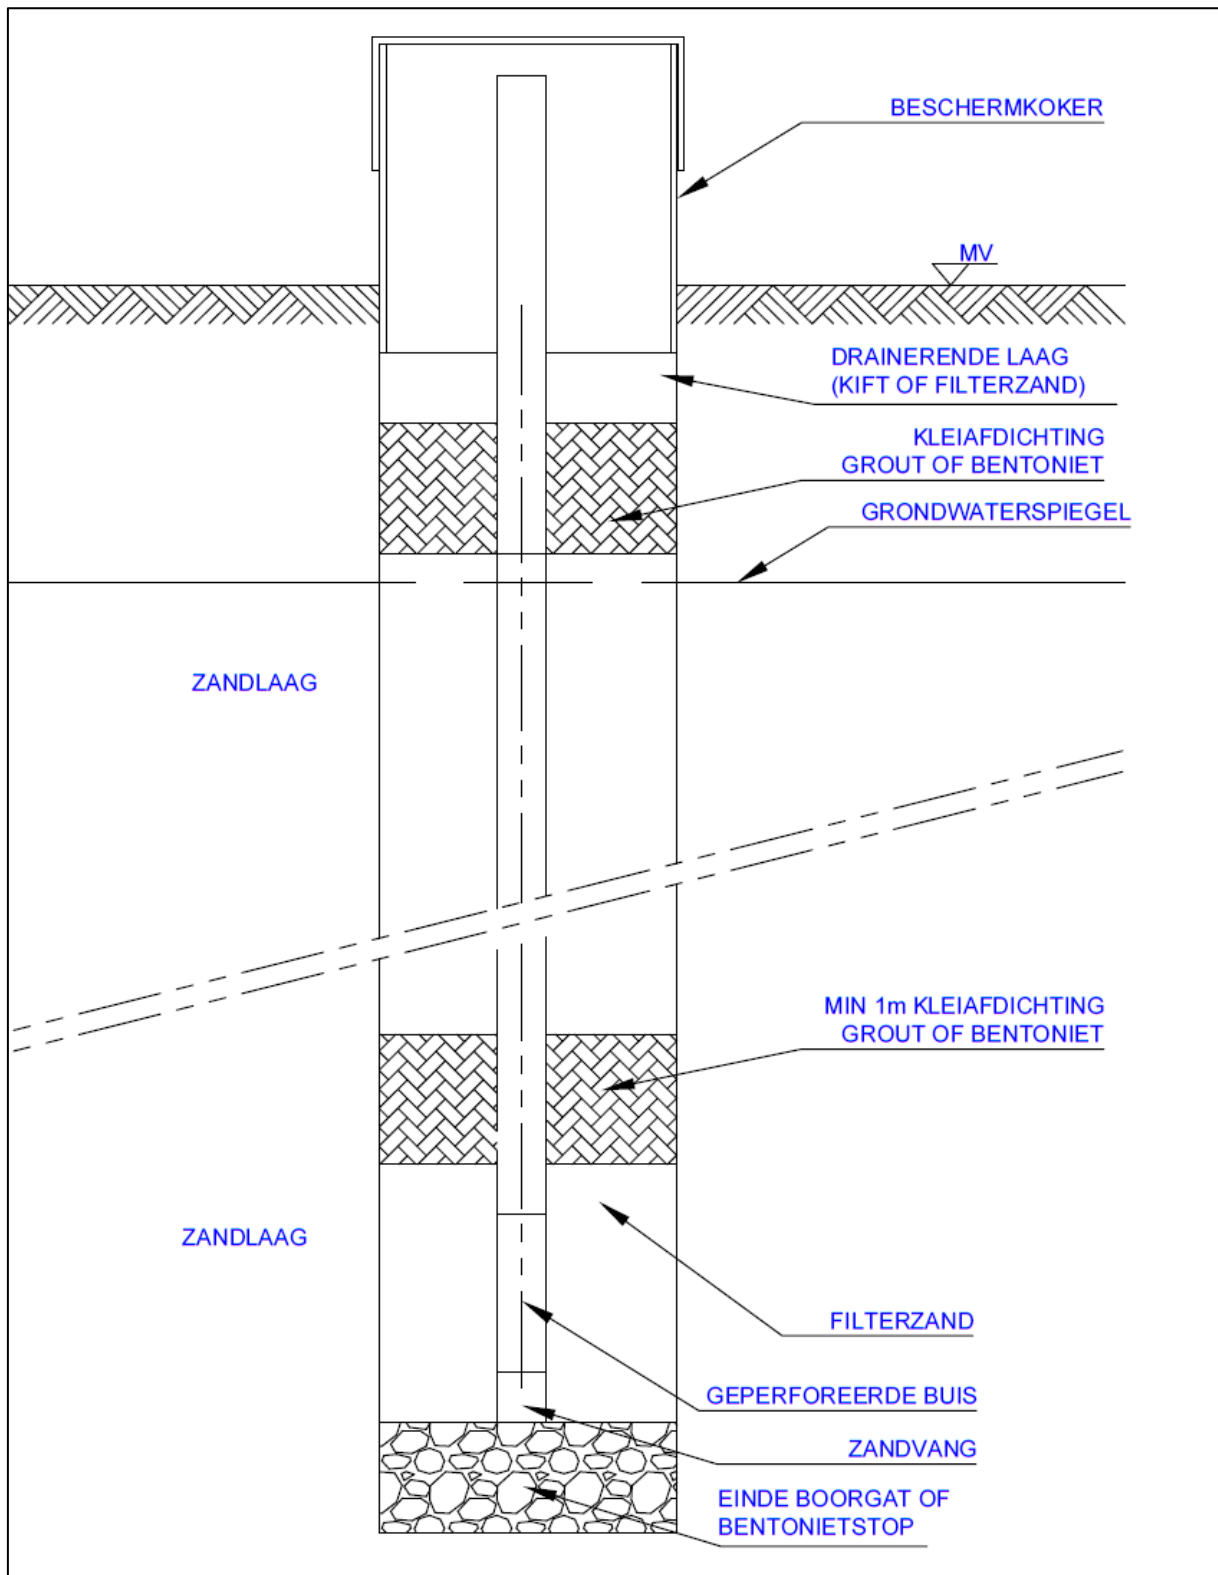 BESCHERMKOKER
MV
DRAINERENDE LAAG
(KIFT OF FILTERZAND)
KLEIAFDICHTING
GROUT OF BENTONIET
GRONDWATERSPIEGEL
ZANDLAAG
MIN 1m KLEIAFDICHTING
GROUT OF BENTONIET
ZANDLAAG
FILTERZAND
GEPERFOREERDE BUIS
ZANDVANG
EINDE BOORGAT OF
BENTONIETSTOP